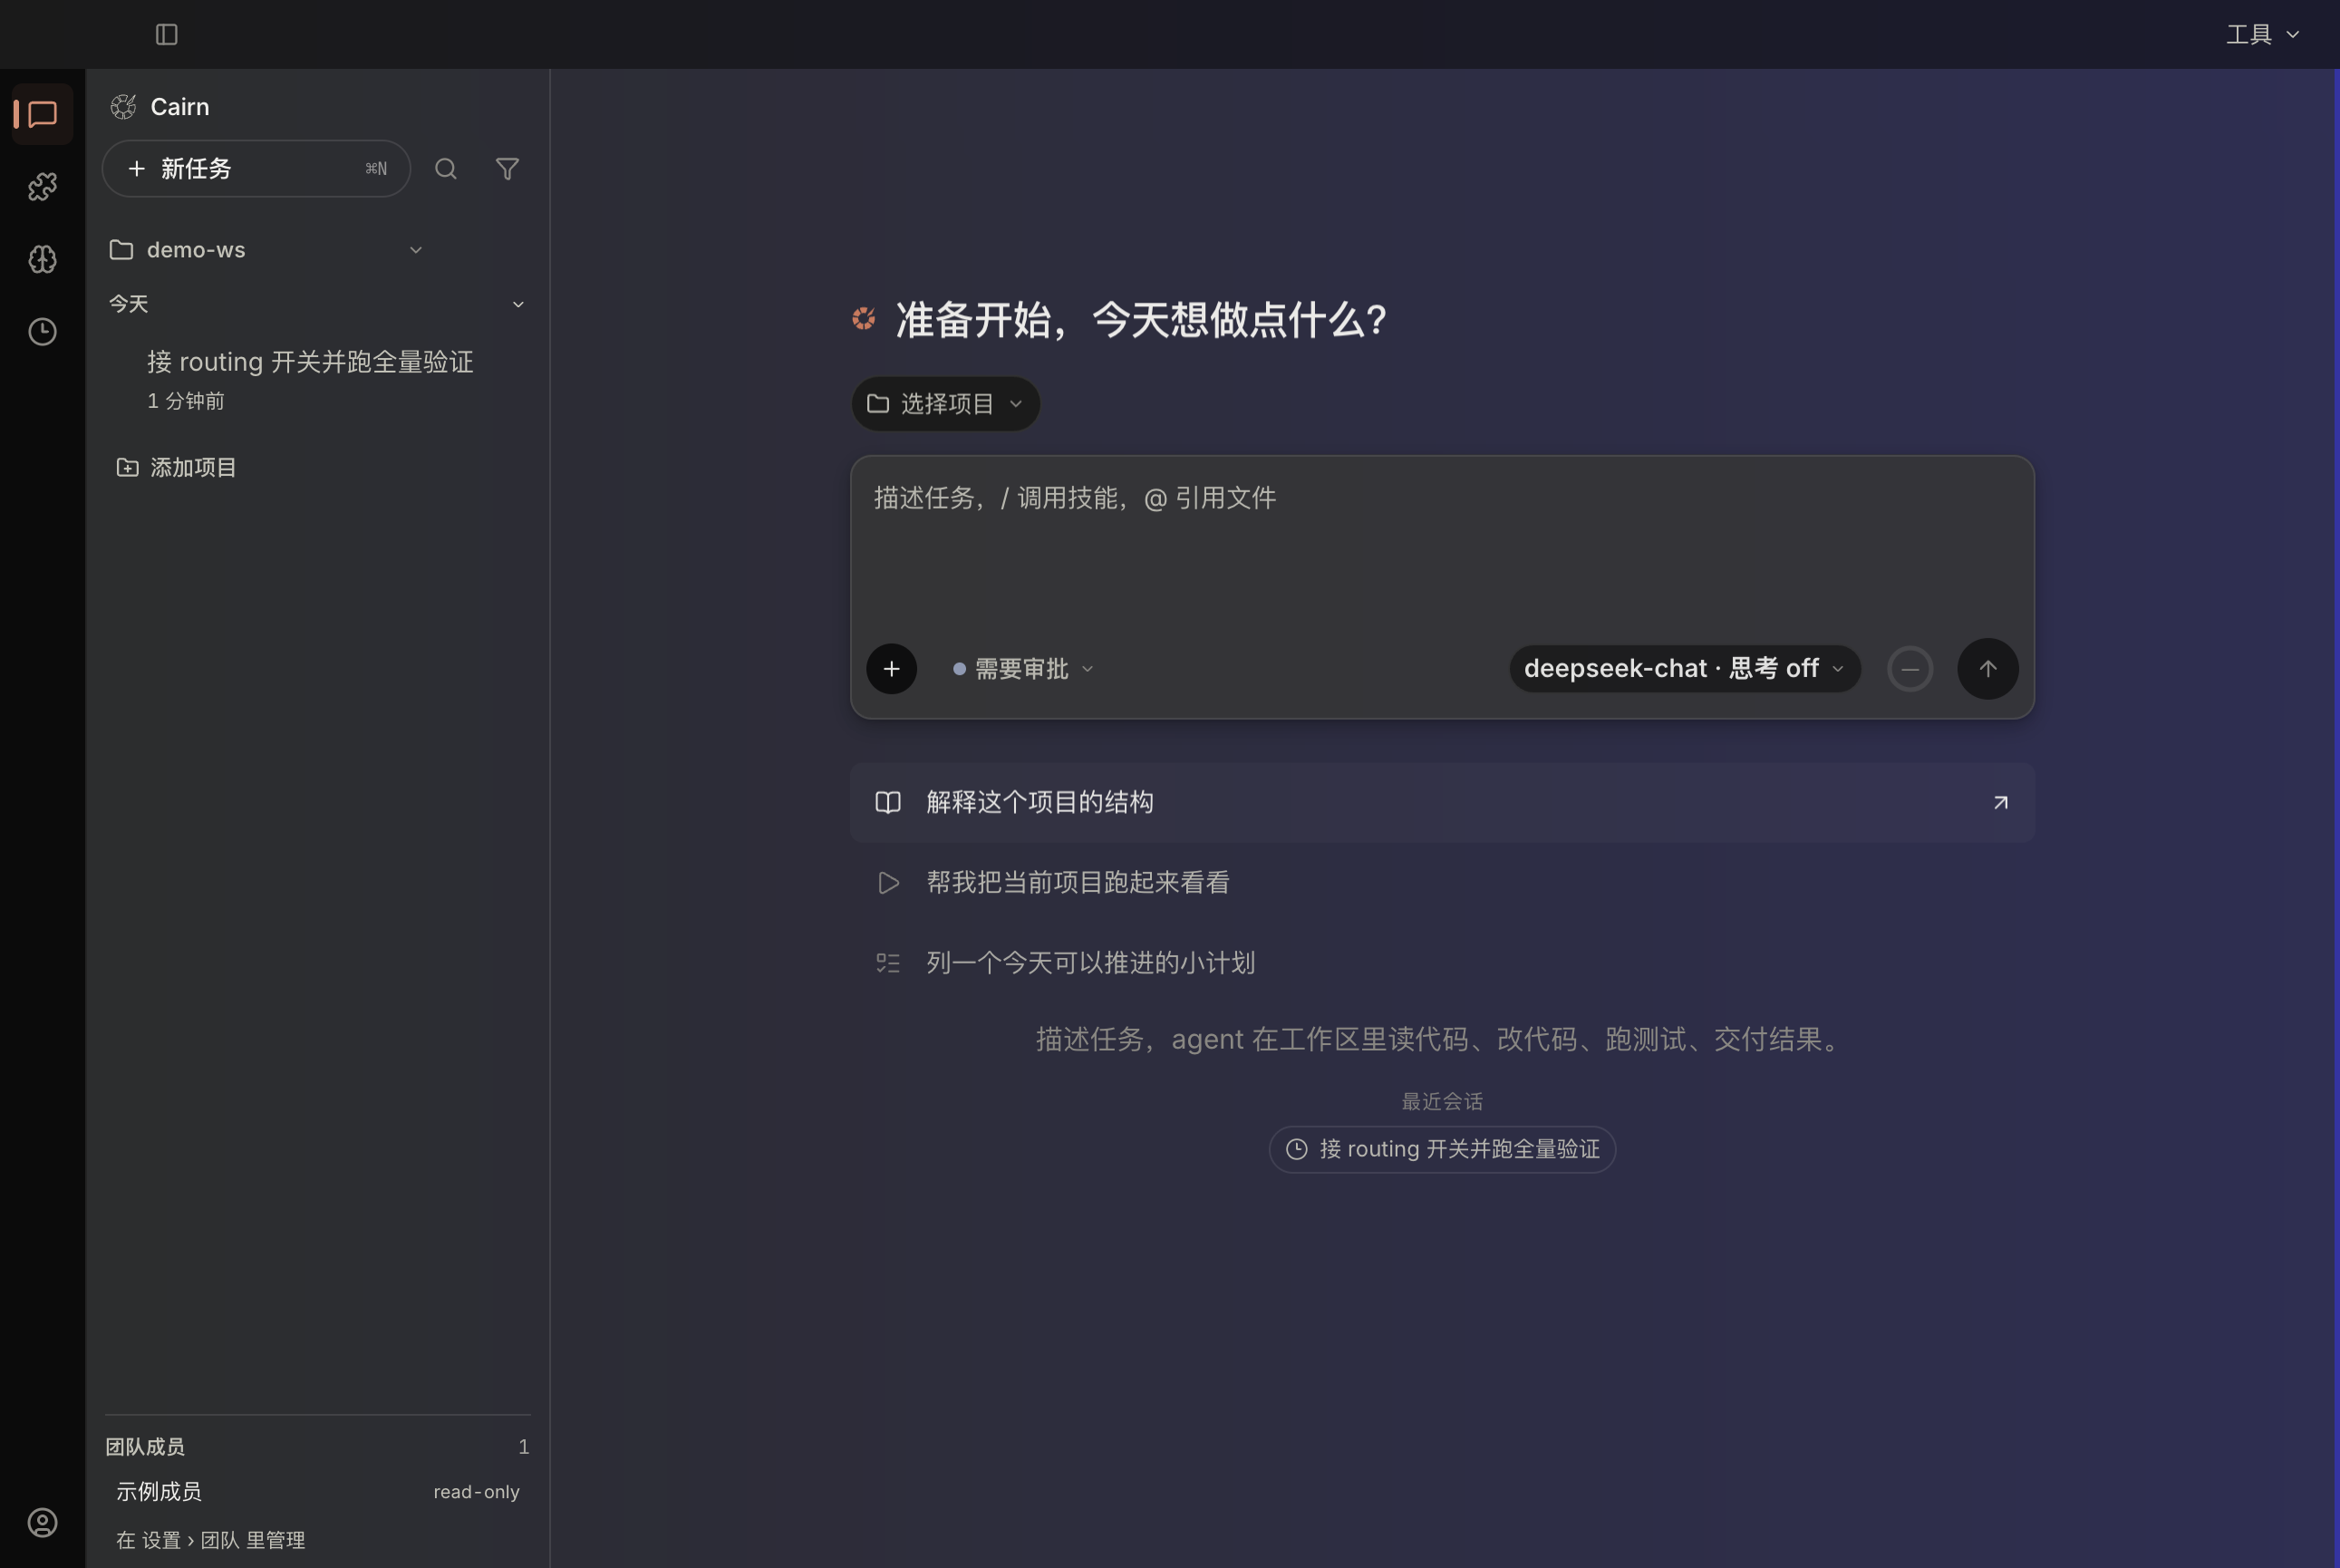 工具
Cairn
新任务 ⌘N
demo-ws
今天
接 routing 开关并跑全量验证
1 分钟前
添加项目
准备开始，今天想做点什么?
选择项目
描述任务，/ 调用技能，@ 引用文件
需要审批
deepseek-chat · 思考 off
解释这个项目的结构
帮我把当前项目跑起来看看
列一个今天可以推进的小计划
描述任务，agent 在工作区里读代码、改代码、跑测试、交付结果。
最近会话
接 routing 开关并跑全量验证
团队成员 1
示例成员 read-only
在 设置 › 团队 里管理